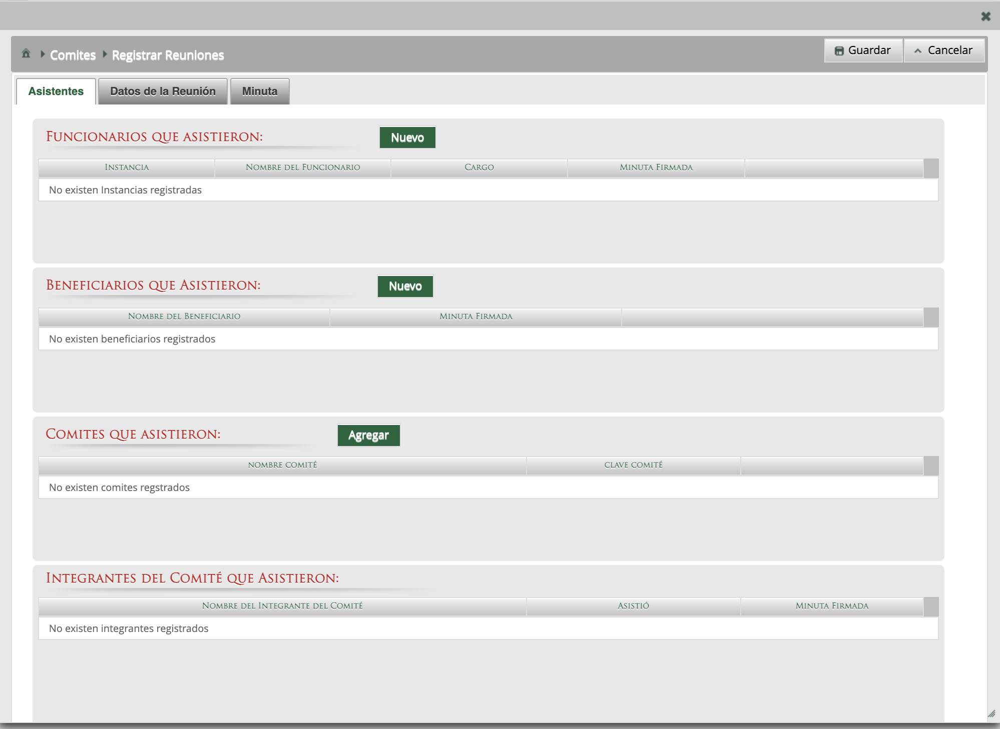 Comites Registrar Reuniones
Guardar Cancelar
Asistentes Datos de la Reunión Minuta
Funcionarios que asistieron: Nuevo
Instancia Nombre del Funcionario Cargo Minuta Firmada
No existen Instancias registradas
Beneficiarios que Asistieron: Nuevo
Nombre del Beneficiario Minuta Firmada
No existen beneficiarios registrados
Comites que asistieron: Agregar
nombre comité clave comité
No existen comites regstrados
Integrantes del Comité que Asistieron:
Nombre del Integrante del Comité Asistió Minuta Firmada
No existen integrantes registrados